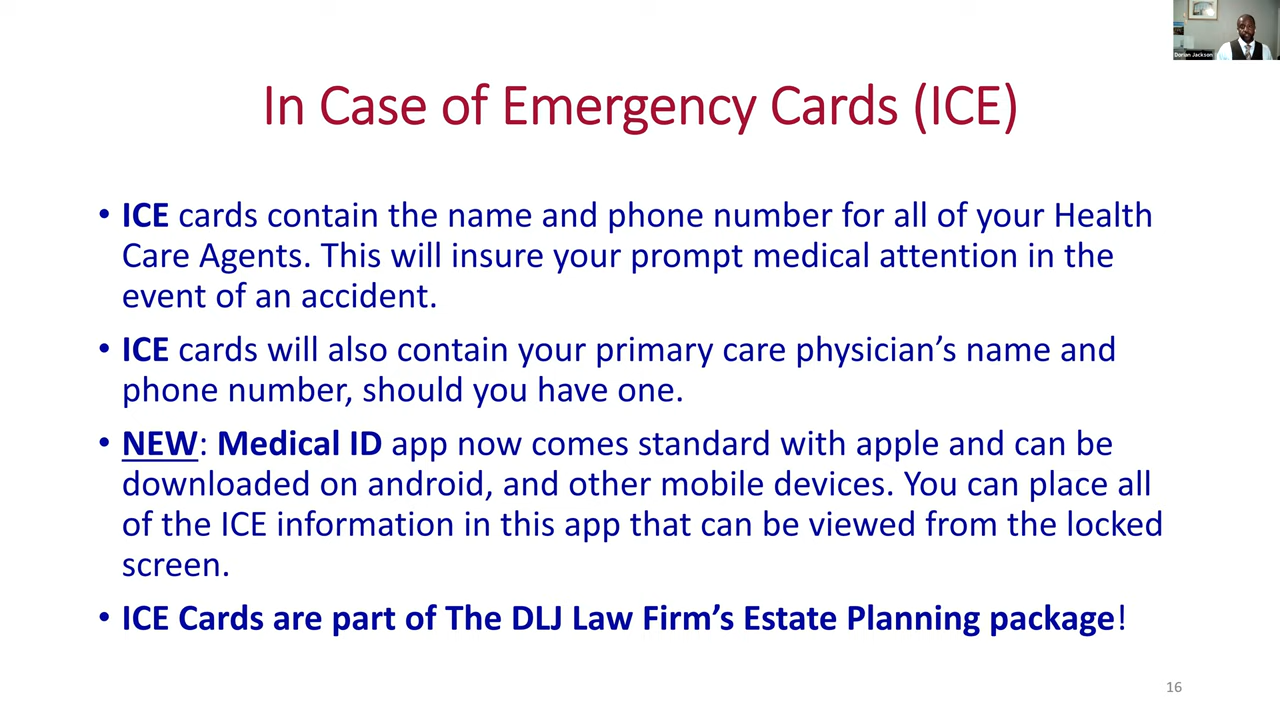 Dorian Jackson
In Case of Emergency Cards (ICE)
• ICE cards contain the name and phone number for all of your Health
Care Agents. This will insure your prompt medical attention in the
event of an accident.
• ICE cards will also contain your primary care physician’s name and
phone number, should you have one.
• NEW: Medical ID app now comes standard with apple and can be
downloaded on android, and other mobile devices. You can place all
of the ICE information in this app that can be viewed from the locked
screen.
• ICE Cards are part of The DLJ Law Firm’s Estate Planning package!
16